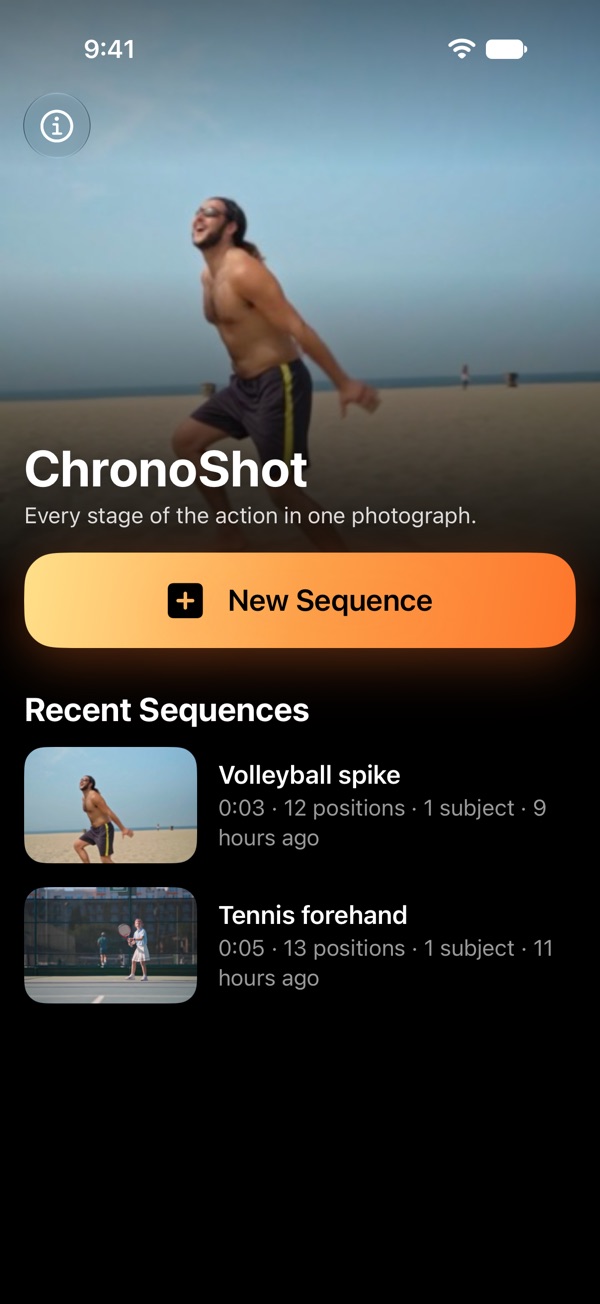 9:41
ChronoShot
Every stage of the action in one photograph.
New Sequence
Recent Sequences
Volleyball spike
0:03 · 12 positions · 1 subject · 9
hours ago
Tennis forehand
0:05 · 13 positions · 1 subject · 11
hours ago